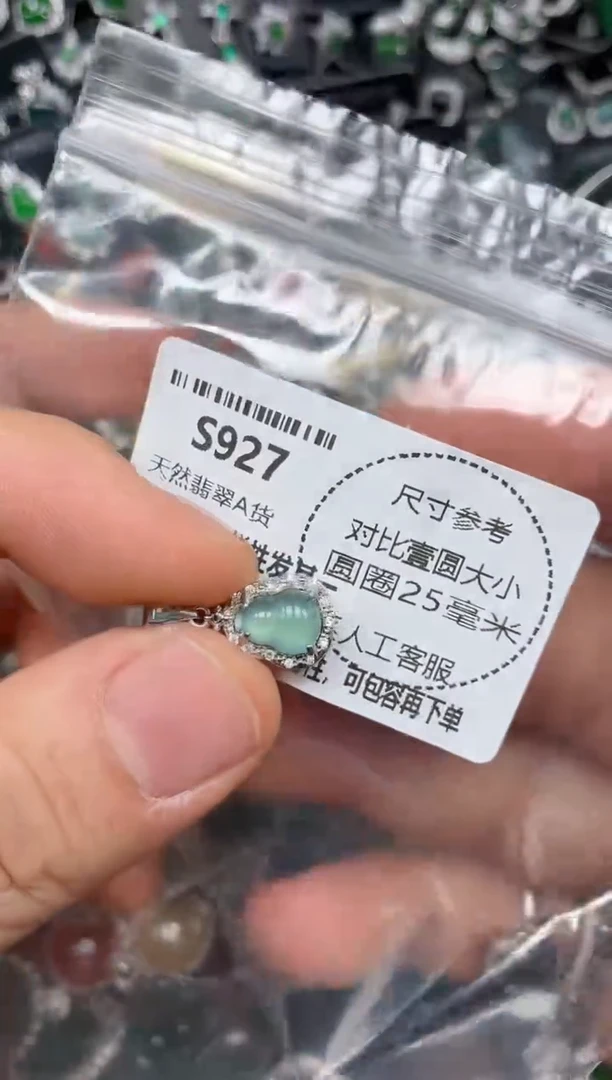 S927
天然翡翠A货
尺寸参考
对比壹圆大小
圆圈25毫米
人工客服
可包容再下单